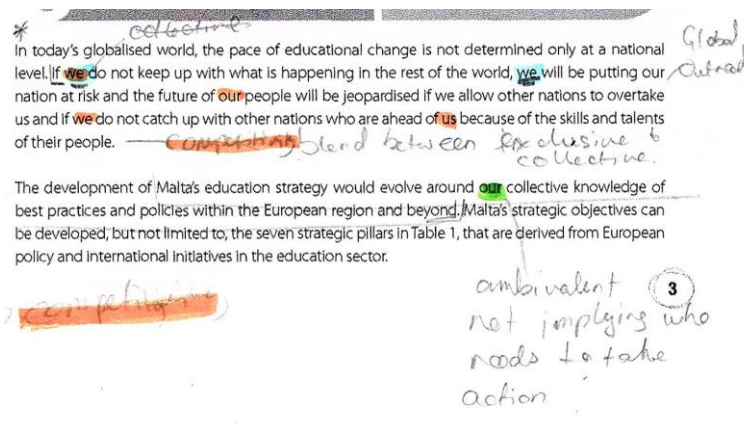 * collective
In today's globalised world, the pace of educational change is not determined only at a national
level. If we do not keep up with what is happening in the rest of the world, we will be putting our
nation at risk and the future of our people will be jeopardised if we allow other nations to overtake
us and if we do not catch up with other nations who are ahead of us because of the skills and talents
of their people.
Global
blend between exclusive &
collective.
The development of Malta's education strategy would evolve around our collective knowledge of
best practices and policies within the European region and beyond. Malta's strategic objectives can
be developed, but not limited to, the seven strategic pillars in Table 1, that are derived from European
policy and international initiatives in the education sector.
ambivalent
not implying who
needs to take
action
3